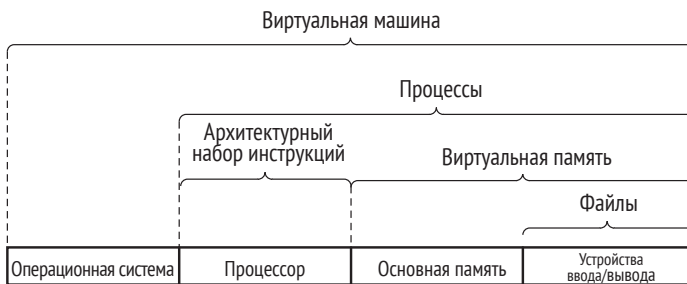 Виртуальная машина
Процессы
Архитектурный
набор инструкций
Виртуальная память
Файлы
Операционная система
Процессор
Основная память
Устройства
ввода/вывода